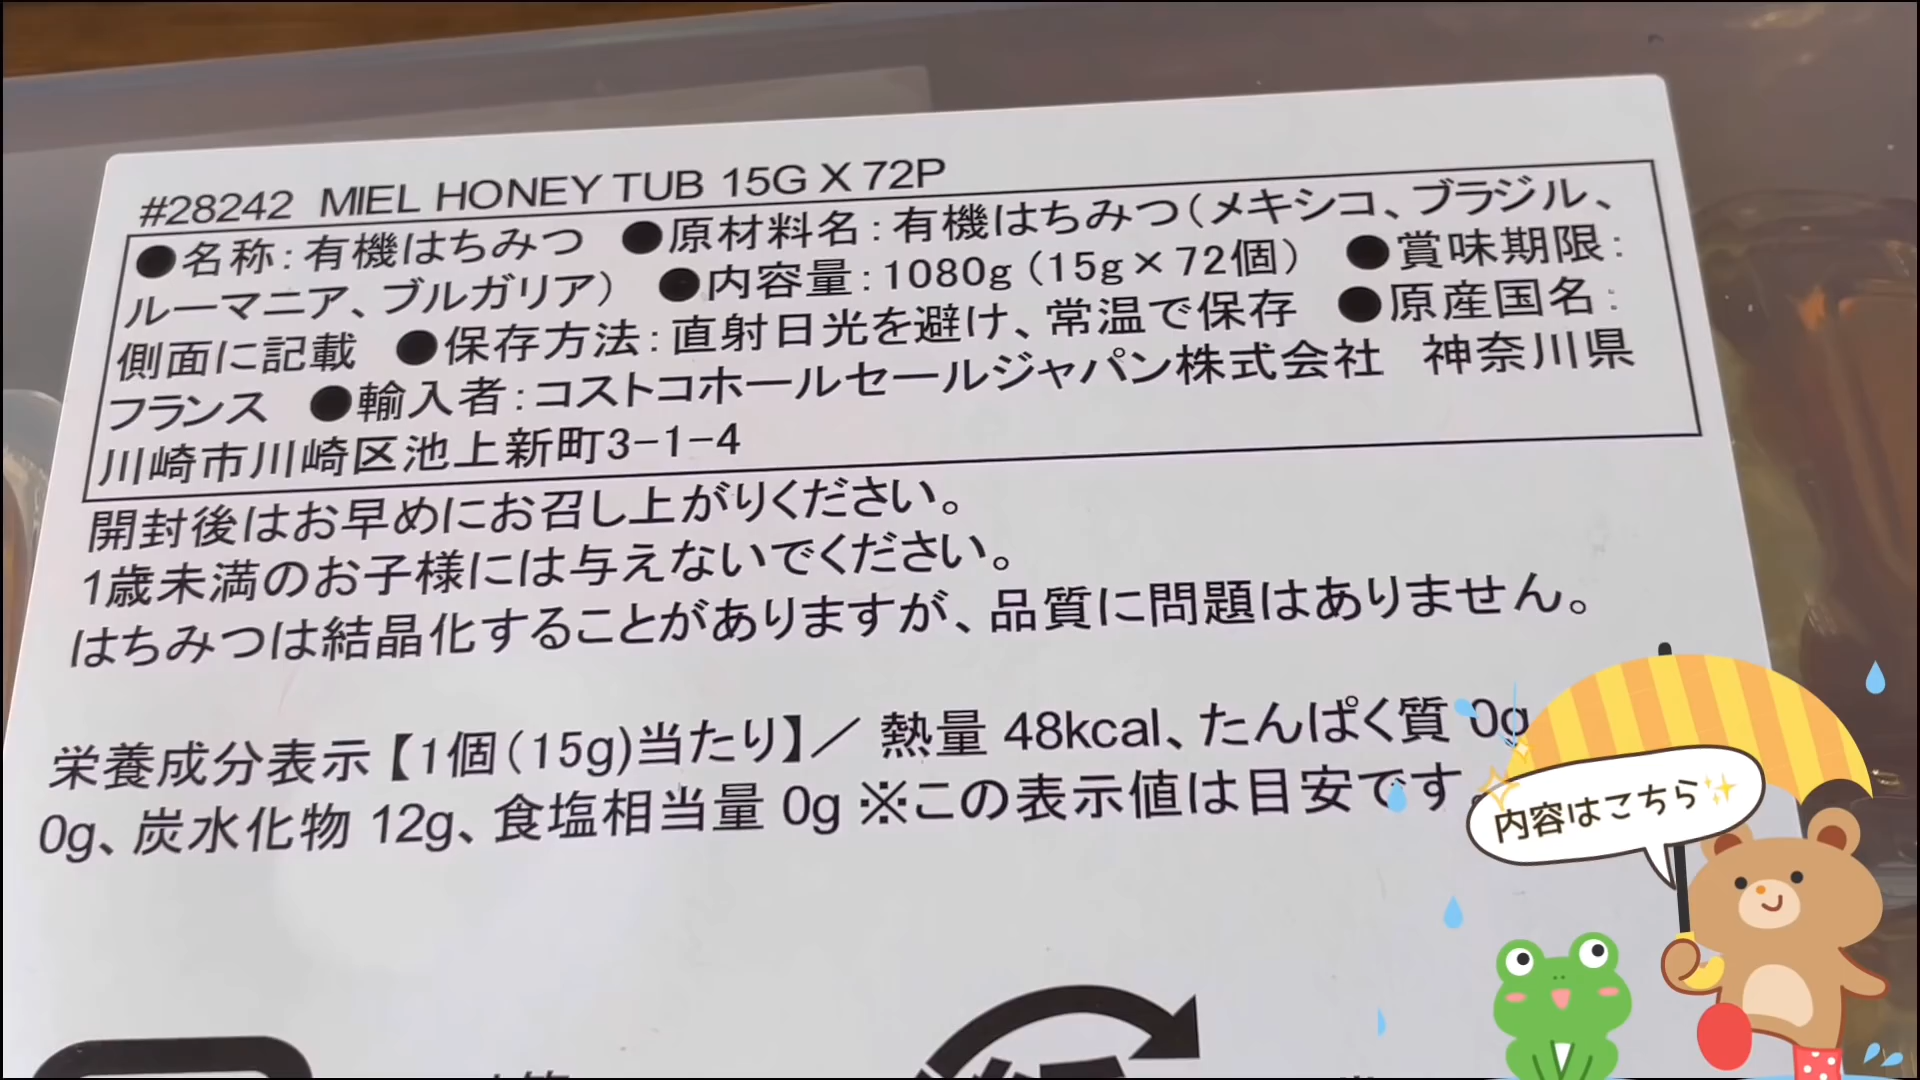 #28242 MIEL HONEY TUB 15G X 72P
●名称：有機はちみつ ●原材料名：有機はちみつ（メキシコ、ブラジル、
ルーマニア、ブルガリア） ●内容量：1080g（15g×72個） ●賞味期限：
側面に記載 ●保存方法：直射日光を避け、常温で保存 ●原産国名：
フランス ●輸入者：コストコホールセールジャパン株式会社 神奈川県
川崎市川崎区池上新町3-1-4
開封後はお早めにお召し上がりください。
1歳未満のお子様には与えないでください。
はちみつは結晶化することがありますが、品質に問題はありません。
栄養成分表示【1個（15g)当たり】／ 熱量 48kcal、たんぱく質 0g
0g、炭水化物 12g、食塩相当量 0g ※この表示値は目安です。
内容はこちら